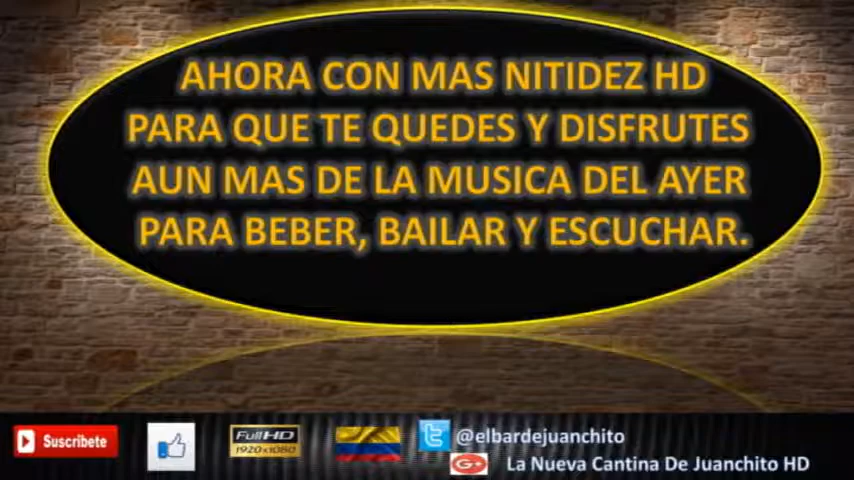 AHORA CON MAS NITIDEZ HD
PARA QUE TE QUEDES Y DISFRUTES
AUN MAS DE LA MUSICA DEL AYER
PARA BEBER, BAILAR Y ESCUCHAR.
Suscribete
Full HD
1920x1080
@elbardejuanchito
G+
La Nueva Cantina De Juanchito HD